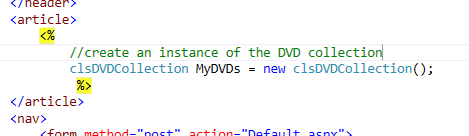 </header>
<article>
<%
//create an instance of the DVD collection
clsDVDCollection MyDVDs = new clsDVDCollection();
%>
</article>
<nav>
<form method="post" action="Default.aspx">